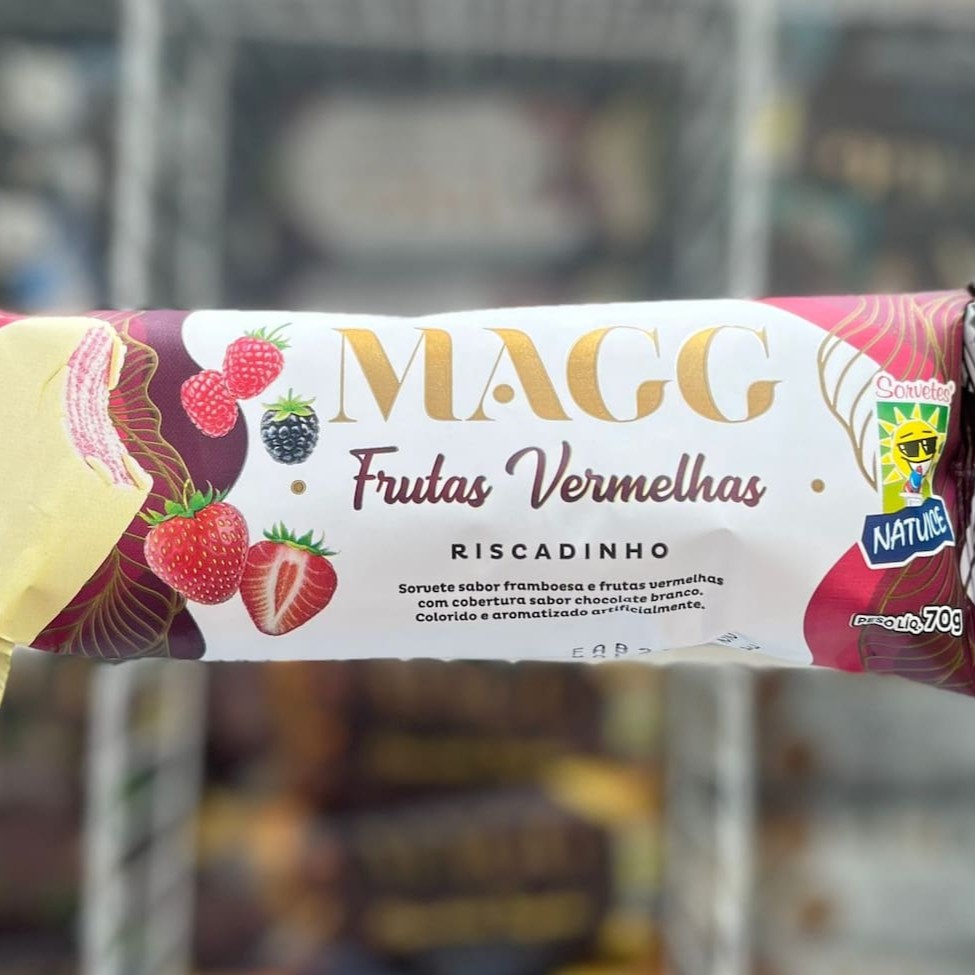 MAGG
Frutas Vermelhas
RISCADINHO
Sorvete sabor framboesa e frutas vermelhas
com cobertura sabor chocolate branco.
Colorido e aromatizado artificialmente.
Sorvetes
NATUICE
PESO LÍQ. 70g
FAB